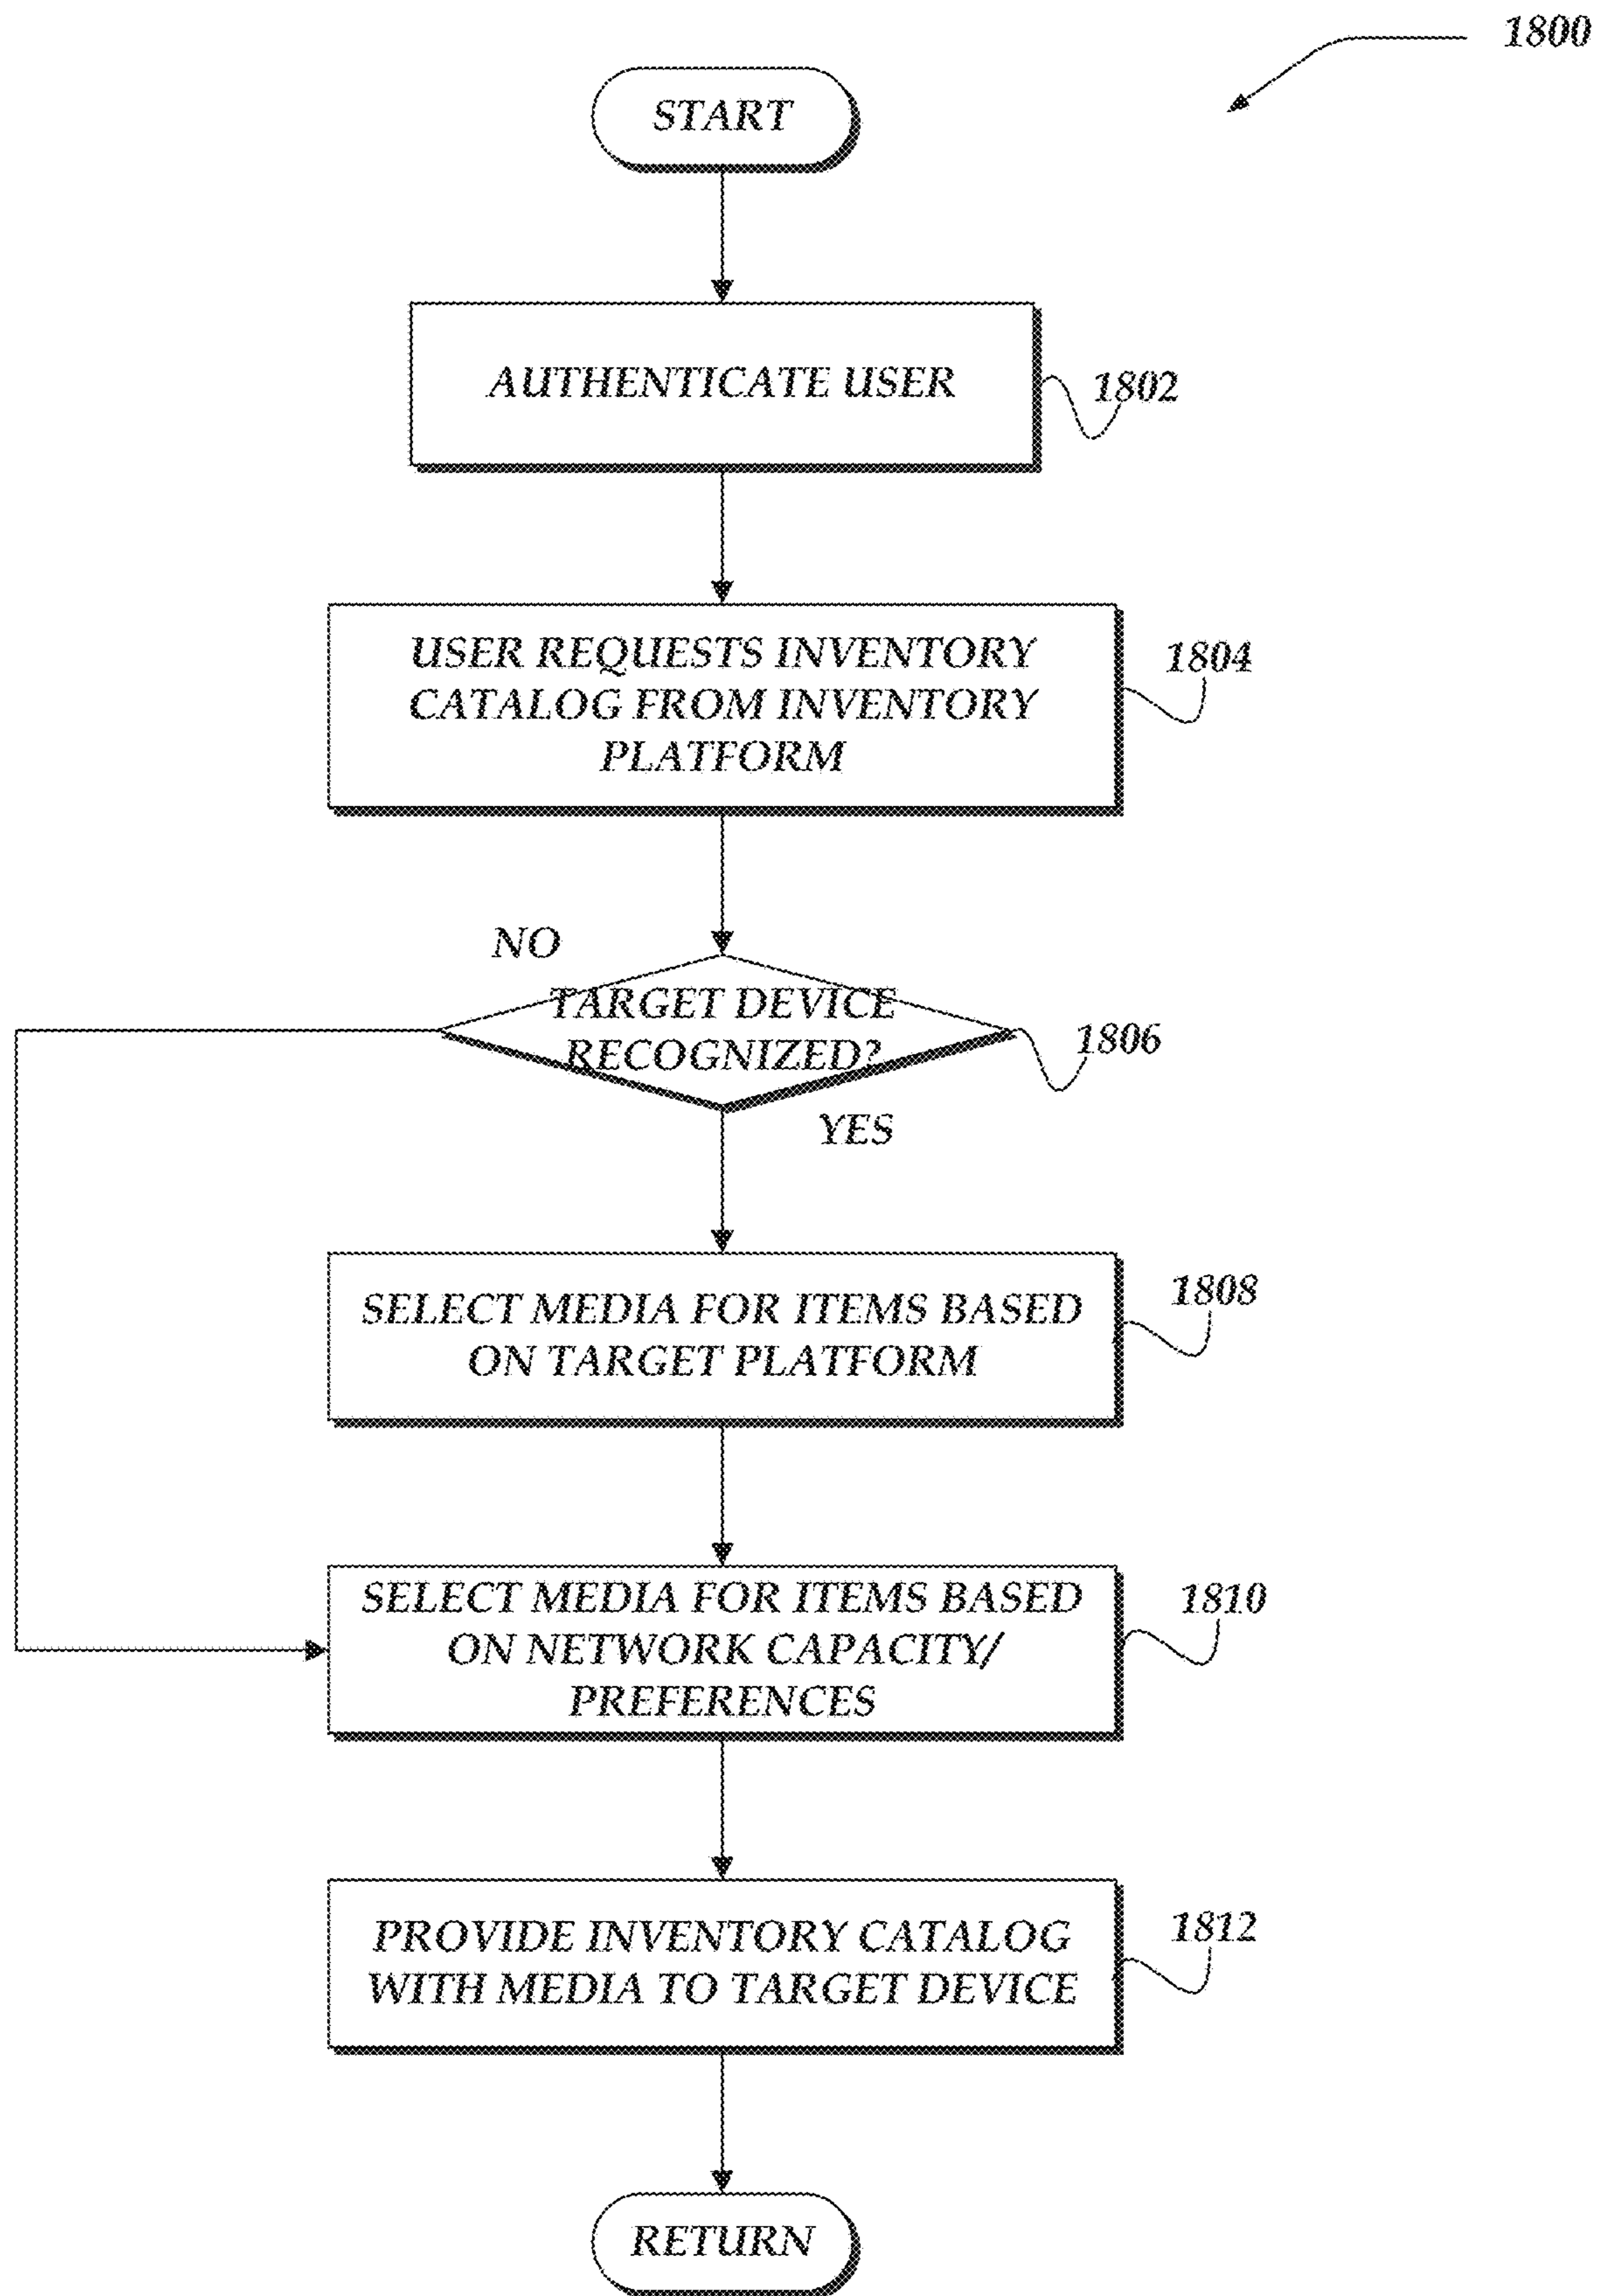 1800
START
AUTHENTICATE USER
1802
USER REQUESTS INVENTORY
CATALOG FROM INVENTORY
PLATFORM
1804
NO
TARGET DEVICE
RECOGNIZED?
1806
YES
SELECT MEDIA FOR ITEMS BASED
ON TARGET PLATFORM
1808
SELECT MEDIA FOR ITEMS BASED
ON NETWORK CAPACITY/
PREFERENCES
1810
PROVIDE INVENTORY CATALOG
WITH MEDIA TO TARGET DEVICE
1812
RETURN